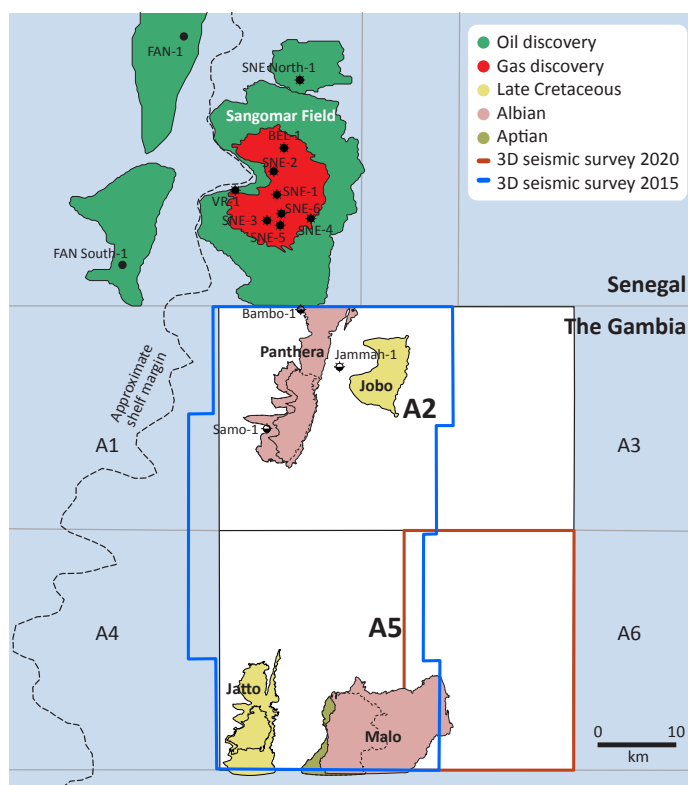 FAN-1
SNE North-1
Sangomar Field
BEL-1
SNE-2
SNE-1
VR-1
SNE-6
SNE-3
SNE-4
SNE-5
FAN South-1
Oil discovery
Gas discovery
Late Cretaceous
Albian
Aptian
3D seismic survey 2020
3D seismic survey 2015
Senegal
The Gambia
Bambo-1
Panthera
Jammah-1
Jobo
Approximate
shelf margin
A2
Samo-1
A1
A3
A4
A5
A6
Jatto
Malo
0 10
km